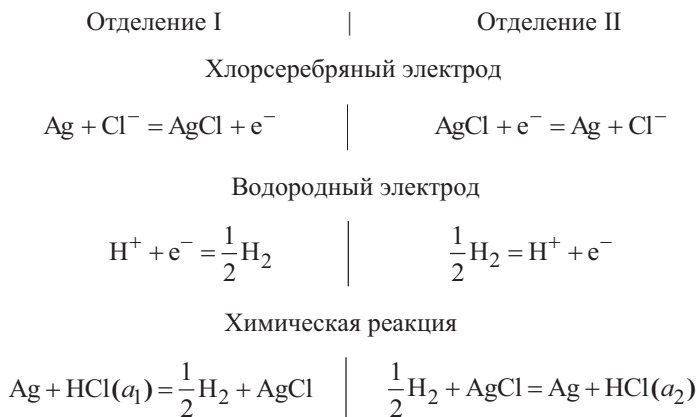 Отделение I | Отделение II
Хлорсеребряный электрод
Ag + Cl⁻ = AgCl + e⁻ | AgCl + e⁻ = Ag + Cl⁻
Водородный электрод
H⁺ + e⁻ = 1/2 H₂ | 1/2 H₂ = H⁺ + e⁻
Химическая реакция
Ag + HCl(a₁) = 1/2 H₂ + AgCl | 1/2 H₂ + AgCl = Ag + HCl(a₂)